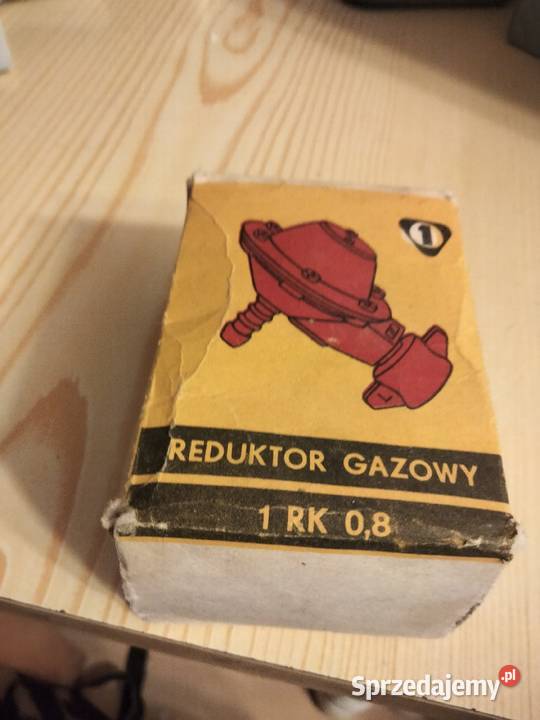 1
REDUKTOR GAZOWY
1 RK 0,8
Sprzedajemy.pl